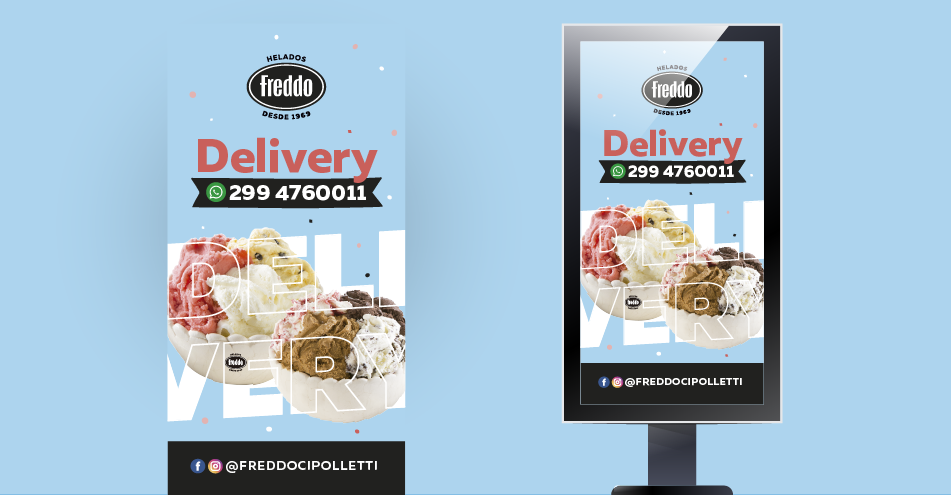 HELADOS
freddo
DESDE 1969
Delivery
299 4760011
DELI
VERY
freddo
@FREDDOCIPOLLETTI
HELADOS
freddo
DESDE 1969
Delivery
299 4760011
DELI
VERY
freddo
@FREDDOCIPOLLETTI